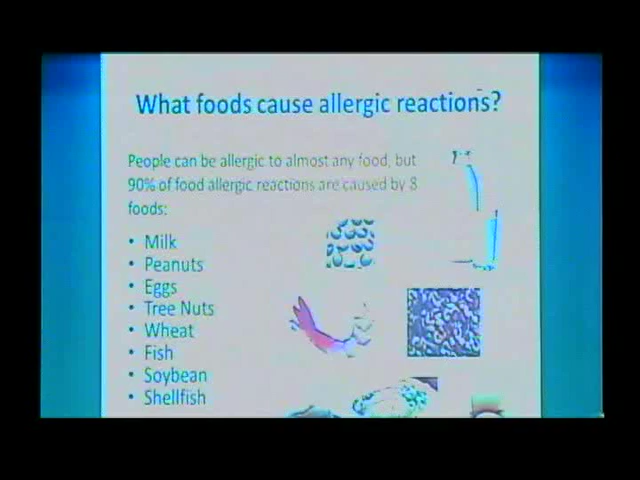 What foods cause allergic reactions?
People can be allergic to almost any food, but
90% of food allergic reactions are caused by 8
foods:
• Milk
• Peanuts
• Eggs
• Tree Nuts
• Wheat
• Fish
• Soybean
• Shellfish